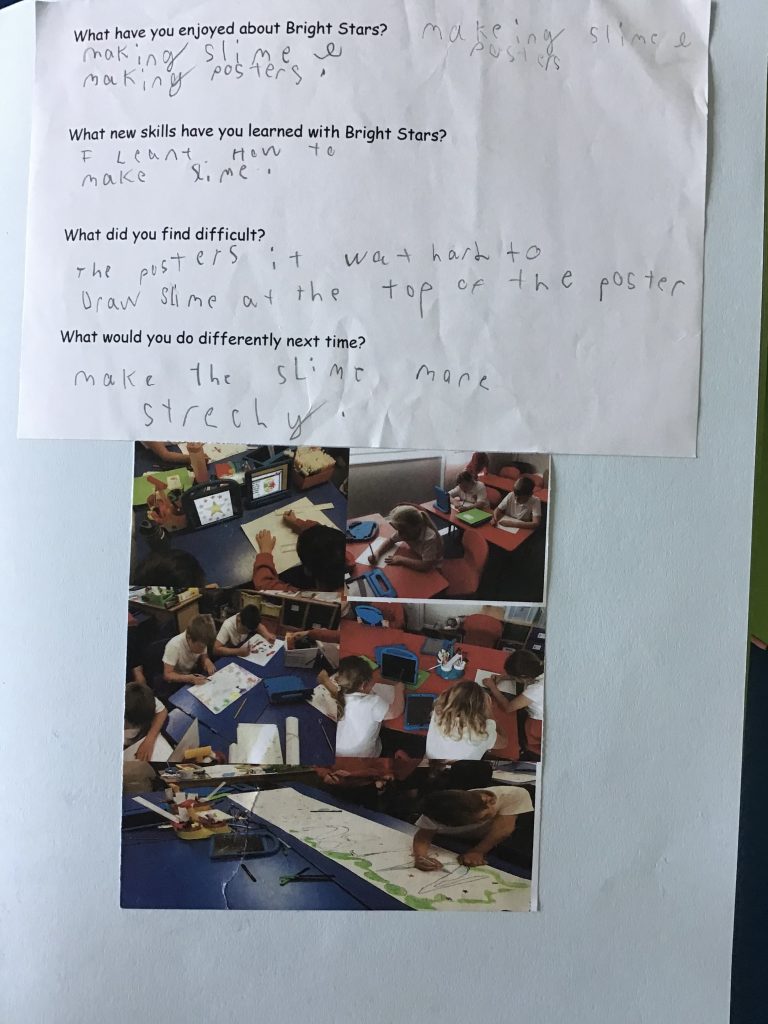 What have you enjoyed about Bright Stars?
making slime e
making posters.
makeing slime e
posters
What new skills have you learned with Bright Stars?
I Leant How to
make slime.
What did you find difficult?
The posters it wat hard to
Draw slime at the top of the poster
What would you do differently next time?
make the slime more
strechy.